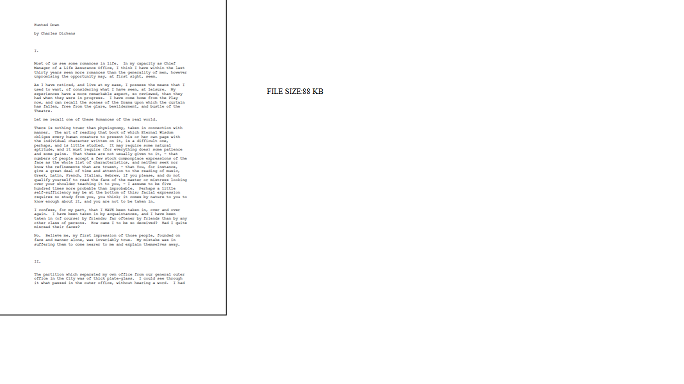 Hunted Down
by Charles Dickens
I.
Most of us see some romances in life. In my capacity as Chief
Manager of a Life Assurance Office, I think I have within the last
thirty years seen more romances than the generality of men, however
unpromising the opportunity may, at first sight, seem.
As I have retired, and live at my ease, I possess the means that I
used to want, of considering what I have seen, at leisure. My
experiences have a more remarkable aspect, so reviewed, than they
had when they were in progress. I have come home from the Play
now, and can recall the scenes of the Drama upon which the curtain
has fallen, free from the glare, bewilderment, and bustle of the
Theatre.
Let me recall one of these Romances of the real world.
There is nothing truer than physiognomy, taken in connection with
manner. The art of reading that book of which Eternal Wisdom
obliges every human creature to present his or her own page with
the individual character written on it, is a difficult one,
perhaps, and is little studied. It may require some natural
aptitude, and it must require (for everything does) some patience
and some pains. That these are not usually given to it, - that
numbers of people accept a few stock commonplace expressions of the
face as the whole list of characteristics, and neither seek nor
know the refinements that are truest, - that You, for instance,
give a great deal of time and attention to the reading of music,
Greek, Latin, French, Italian, Hebrew, if you please, and do not
qualify yourself to read the face of the master or mistress looking
over your shoulder teaching it to you, - I assume to be five
hundred times more probable than improbable. Perhaps a little
self-sufficiency may be at the bottom of this; facial expression
requires no study from you, you think; it comes by nature to you to
know enough about it, and you are not to be taken in.
I confess, for my part, that I HAVE been taken in, over and over
again. I have been taken in by acquaintances, and I have been
taken in (of course) by friends; far oftener by friends than by any
other class of persons. How came I to be so deceived? Had I quite
misread their faces?
No. Believe me, my first impression of those people, founded on
face and manner alone, was invariably true. My mistake was in
suffering them to come nearer to me and explain themselves away.
II.
The partition which separated my own office from our general outer
office in the City was of thick plate-glass. I could see through
it what passed in the outer office, without hearing a word. I had
FILE SIZE:88 KB